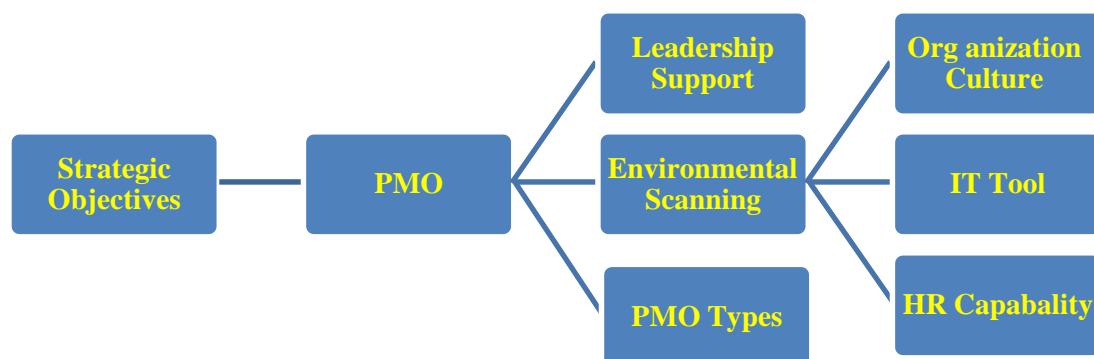 Strategic
Objectives
PMO
Leadership
Support
Environmental
Scanning
PMO Types
Org anization
Culture
IT Tool
HR Capabality